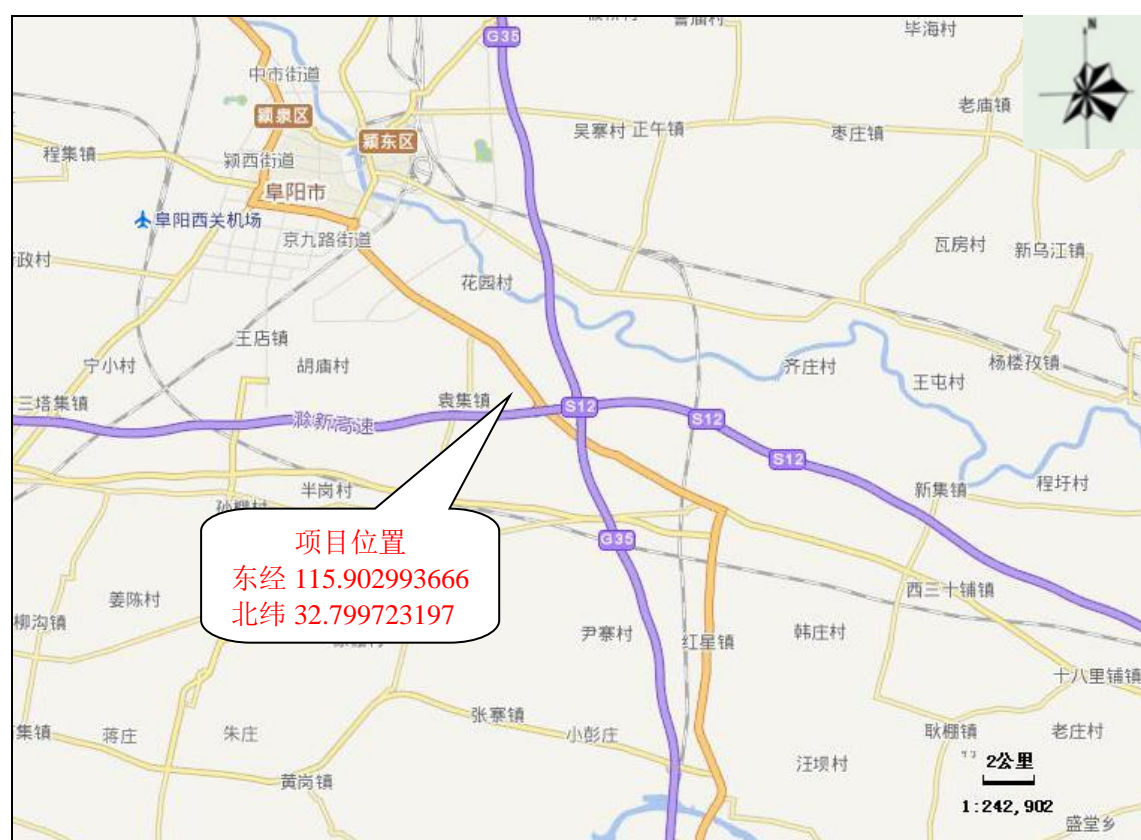 G35
毕海村
N
中市街道
老庙镇
颍泉区
吴寨村
正午镇
枣庄镇
颍东区
程集镇
颍西街道
阜阳市
阜阳西关机场
京九路街道
瓦房村
新乌江镇
政村
花园村
王店镇
宁小村
胡庙村
齐庄村
杨楼孜镇
王屯村
三塔集镇
袁集镇
S12
滁新高速
S12
S12
半岗村
新集镇
程圩村
G35
项目位置
东经 115.902993666
北纬 32.799723197
姜陈村
西三十铺镇
柳沟镇
尹寨村
红星镇
韩庄村
十八里铺镇
张寨镇
集镇
蒋庄
朱庄
小彭庄
耿棚镇
老庄村
黄岗镇
汪坝村
2公里
1:242,902
盛堂乡